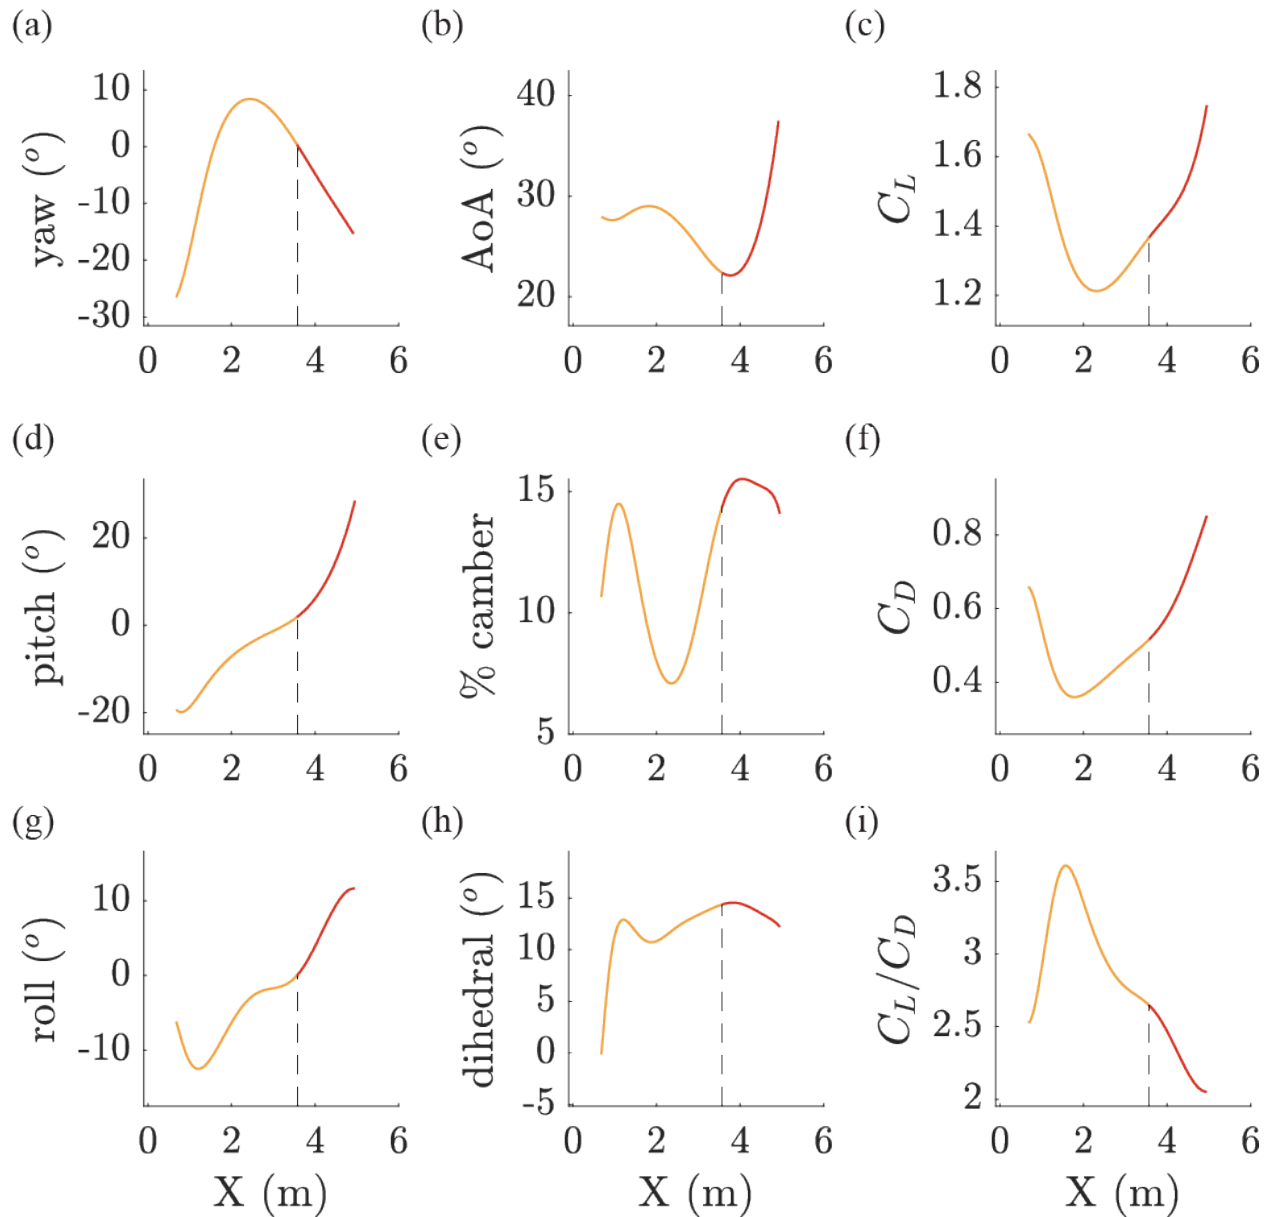 (a) (b) (c)
yaw (°) 10 0 -10 -20 -30 0 2 4 6
AoA (°) 40 30 20 0 2 4 6
C_L 1.8 1.6 1.4 1.2 0 2 4 6
(d) (e) (f)
pitch (°) 20 0 -20 0 2 4 6
% camber 15 10 5 0 2 4 6
C_D 0.8 0.6 0.4 0 2 4 6
(g) (h) (i)
roll (°) 10 0 -10 0 2 4 6
dihedral (°) 15 10 5 0 -5 0 2 4 6
C_L/C_D 3.5 3 2.5 2 0 2 4 6
X (m) X (m) X (m)